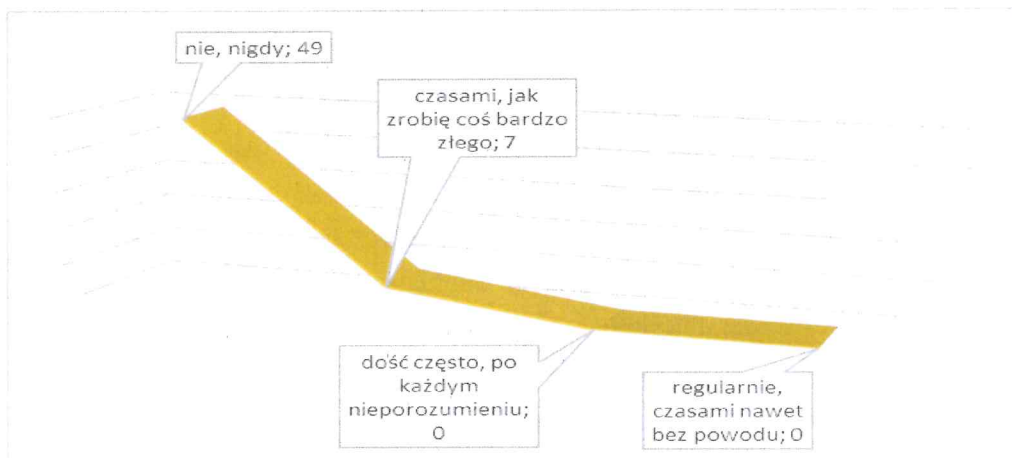 nie, nigdy; 49
czasami, jak
zrobię coś bardzo
złego; 7
dość często, po
każdym
nieporozumieniu;
0
regularnie,
czasami nawet
bez powodu; 0